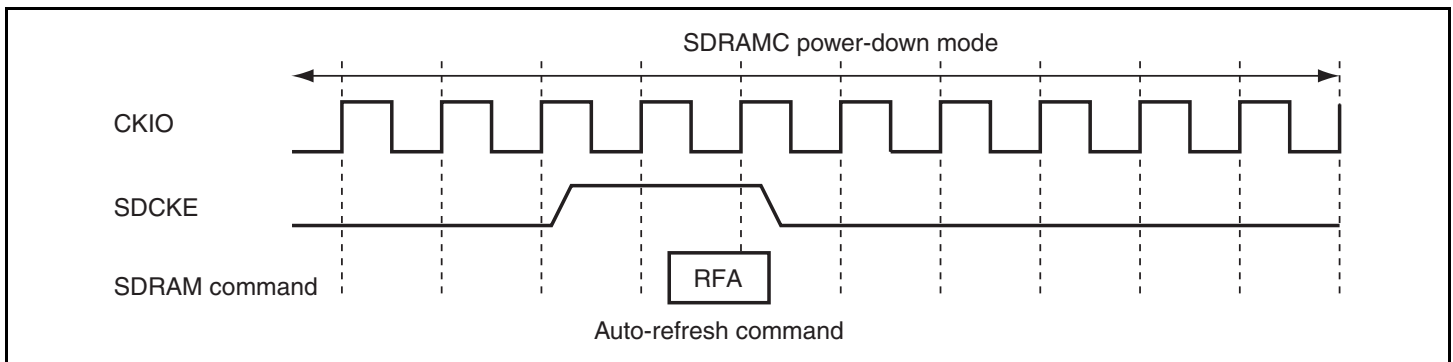 SDRAMC power-down mode
CKIO
SDCKE
SDRAM command
RFA
Auto-refresh command